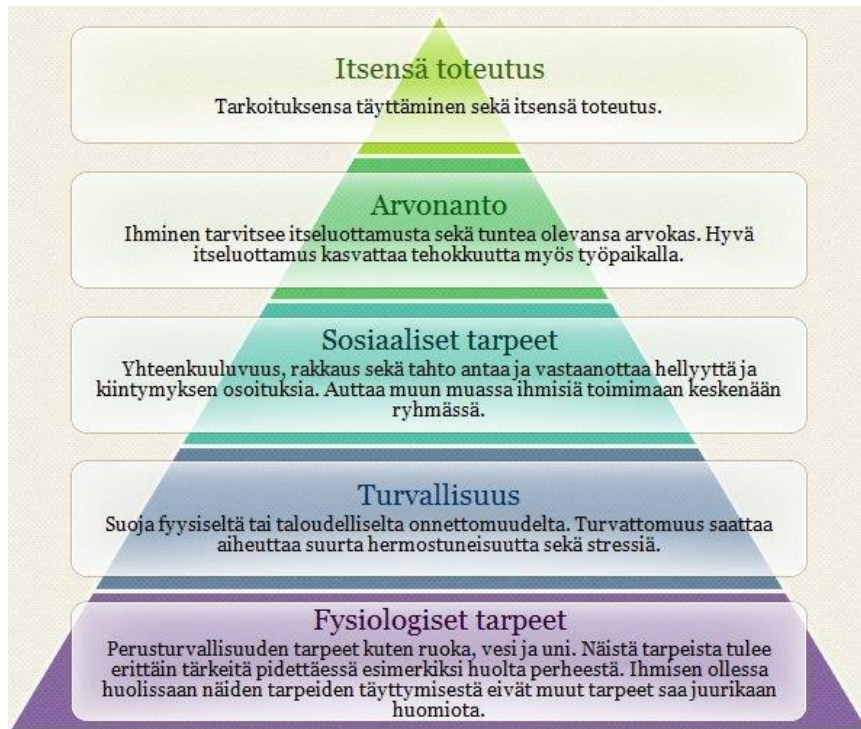 Itsensä toteutus
Tarkoituksensa täyttäminen sekä itsensä toteutus.
Arvonanto
Ihminen tarvitsee itseluottamusta sekä tuntea olevansa arvokas. Hyvä
itseluottamus kasvattaa tehokkuutta myös työpaikalla.
Sosiaaliset tarpeet
Yhteenkuuluvuus, rakkaus sekä tahto antaa ja vastaanottaa hellyyttä ja
kiintymyksen osoituksia. Auttaa muun muassa ihmisiä toimimaan keskenään
ryhmässä.
Turvallisuus
Suoja fyysiseltä tai taloudelliselta onnettomuudelta. Turvattomuus saattaa
aiheuttaa suurta hermostuneisuutta sekä stressiä.
Fysiologiset tarpeet
Perusturvallisuuden tarpeet kuten ruoka, vesi ja uni. Näistä tarpeista tulee
erittäin tärkeitä pidettäessä esimerkiksi huolta perheestä. Ihmisen ollessa
huolissaan näiden tarpeiden täyttymisestä eivät muut tarpeet saa juurikaan
huomiota.